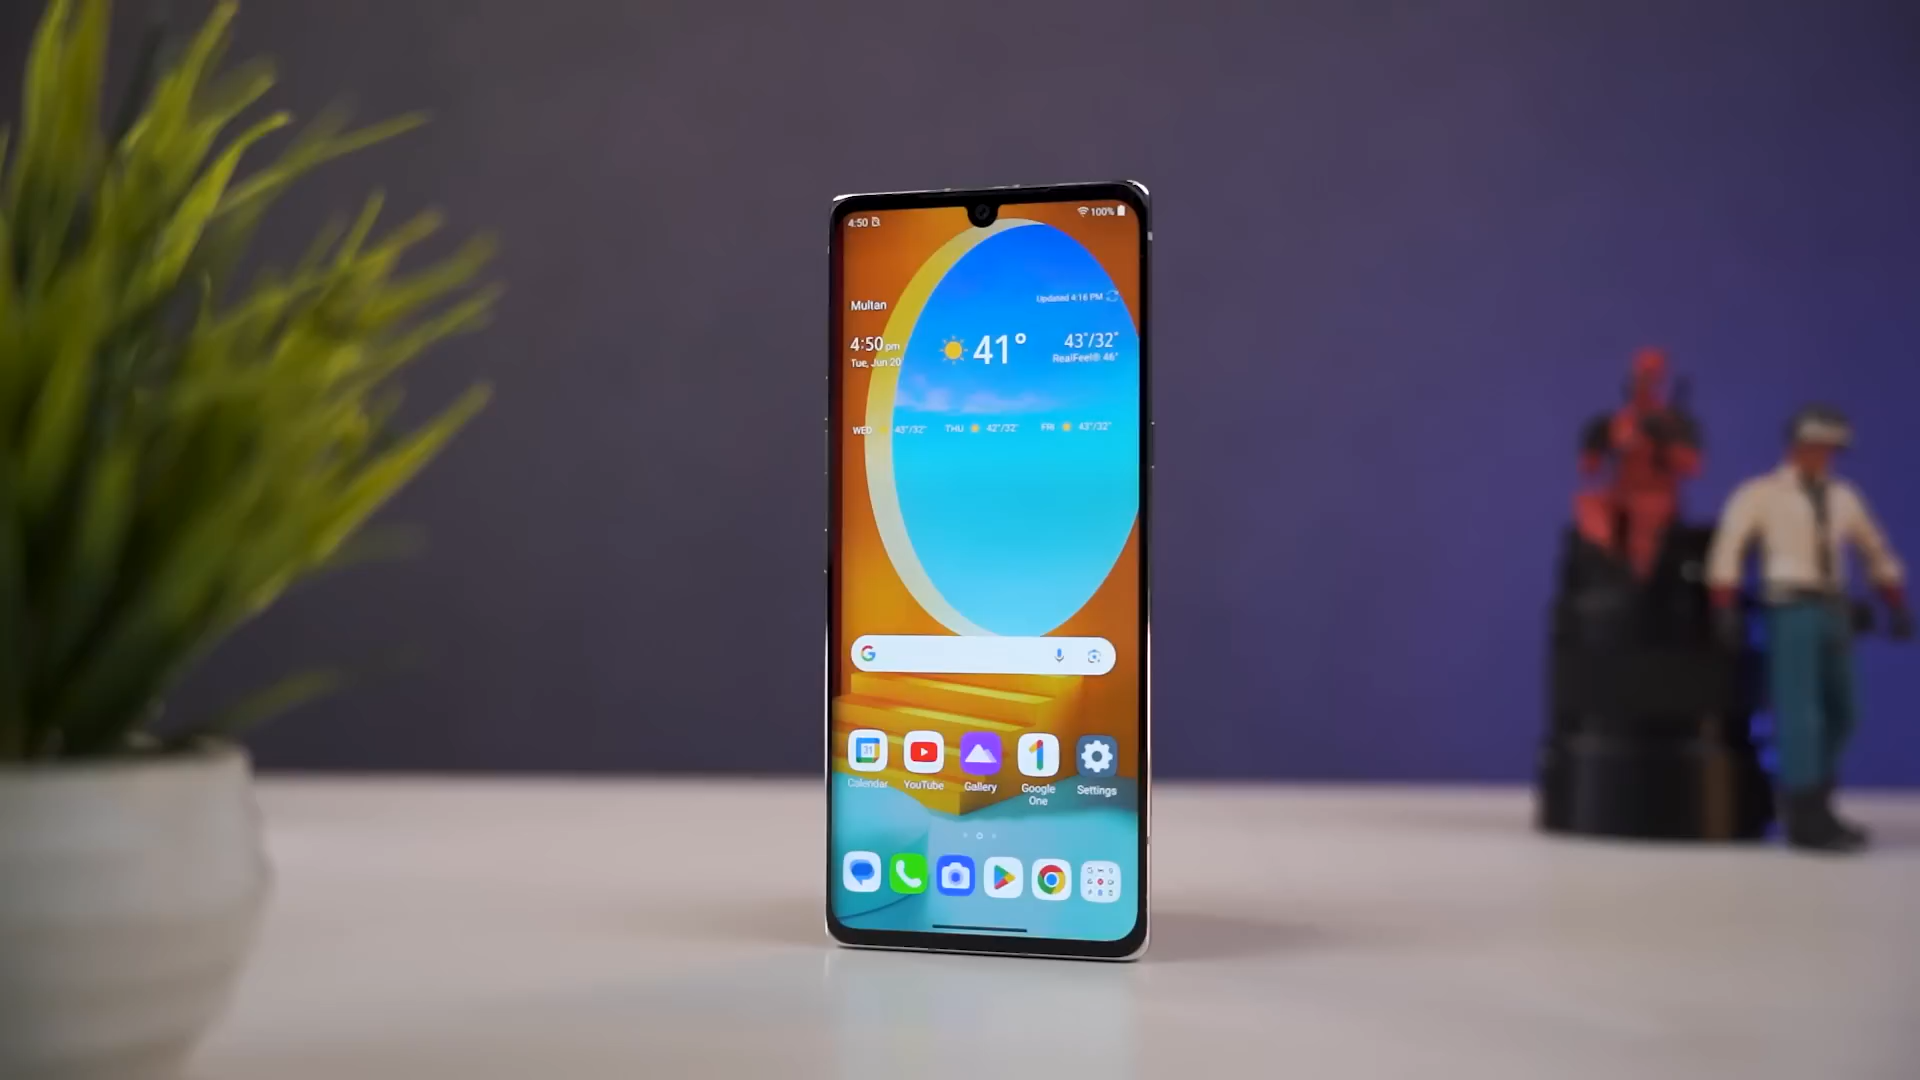 4:50
100%
Multan
Updated 4:16 PM
4:50 pm
41°
43°/32°
Tue, Jun 20
RealFeel® 46°
WED 43°/32° THU 42°/32° FRI 43°/32°
G
31
Calendar YouTube Gallery Google One Settings